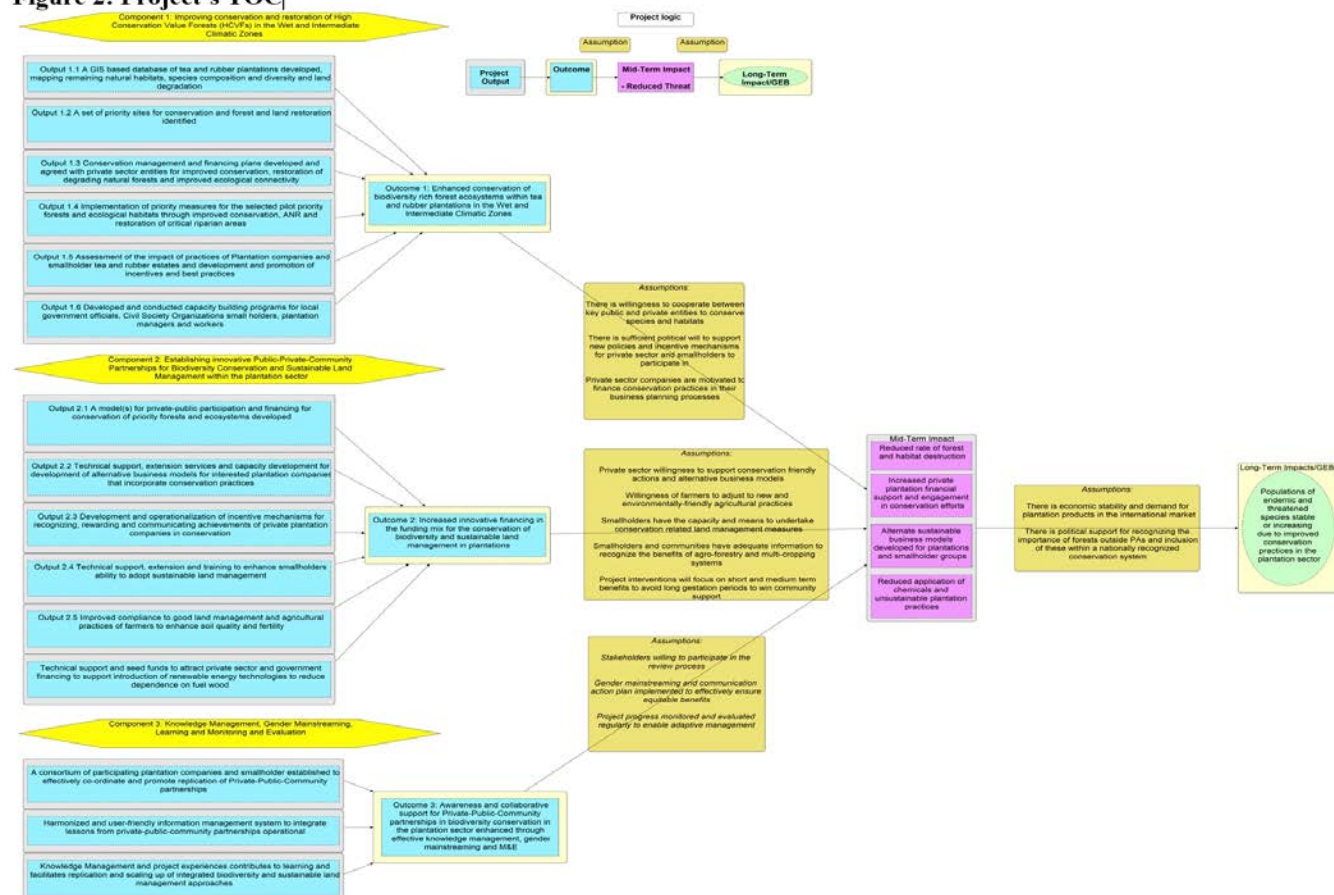 Figure 2: Project's TOC
Component 1: Improving conservation and restoration of High
Conservation Value Forests (HCVFs) in the Wet and Intermediate
Climatic Zones
Output 1.1 A GIS based database of tea and rubber plantations developed,
mapping remaining natural habitats, species composition and diversity and land
degradation
Output 1.2 A set of priority sites for conservation and forest and land restoration
identified
Output 1.3 Conservation management and financing plans developed and
agreed with private sector entities for improved conservation, restoration of
degrading natural forests and improved ecological connectivity
Output 1.4 Implementation of priority measures for the selected pilot priority
forests and ecological habitats through improved conservation, ANR and
restoration of critical riparian areas
Output 1.5 Assessment of the impact of practices of Plantation companies and
smallholder tea and rubber estates and development and promotion of
incentives and best practices
Output 1.6 Developed and conducted capacity building programs for local
government officials, Civil Society Organizations small holders, plantation
managers and workers
Outcome 1: Enhanced conservation of
biodiversity rich forest ecosystems within tea
and rubber plantations in the Wet and
Intermediate Climatic Zones
Project logic
Assumption
Assumption
Project
Output
Outcome
Mid-Term Impact
- Reduced Threat
Long-Term
Impact/GEB
Component 2: Establishing innovative Public-Private-Community
Partnerships for Biodiversity Conservation and Sustainable Land
Management within the plantation sector
Output 2.1 A model(s) for private-public participation and financing for
conservation of priority forests and ecosystems developed
Output 2.2 Technical support, extension services and capacity development for
development of alternative business models for interested plantation companies
that incorporate conservation practices
Output 2.3 Development and operationalization of incentive mechanisms for
recognizing, rewarding and communicating achievements of private plantation
companies in conservation
Output 2.4 Technical support, extension and training to enhance smallholders
ability to adopt sustainable land management
Output 2.5 Improved compliance to good land management and agricultural
practices of farmers to enhance soil quality and fertility
Technical support and seed funds to attract private sector and government
financing to support introduction of renewable energy technologies to reduce
dependence on fuel wood
Outcome 2: Increased innovative financing in
the funding mix for the conservation of
biodiversity and sustainable land
management in plantations
Assumptions:
There is willingness to cooperate between
key public and private entities to conserve
species and habitats
There is sufficient political will to support
new policies and incentive mechanisms
for private sector and smallholders to
participate in
Private sector companies are motivated to
finance conservation practices in their
business planning processes
Assumptions:
Private sector willingness to support conservation friendly
actions and alternative business models
Willingness of farmers to adjust to new and
environmentally-friendly agricultural practices
Smallholders have the capacity and means to undertake
conservation related land management measures
Smallholders and communities have adequate information to
recognize the benefits of agro-forestry and multi-cropping
systems
Project interventions will focus on short and medium term
benefits to avoid long gestation periods to win community
support
Assumptions:
Stakeholders willing to participate in the
review process
Gender mainstreaming and communication
action plan implemented to effectively ensure
equitable benefits
Project progress monitored and evaluated
regularly to enable adaptive management
Mid-Term Impact
Reduced rate of forest
and habitat destruction
Increased private
plantation financial
support and engagement
in conservation efforts
Alternate sustainable
business models
developed for plantations
and smallholder groups
Reduced application of
chemicals and
unsustainable plantation
practices
Assumptions:
There is economic stability and demand for
plantation products in the international market
There is political support for recognizing the
importance of forests outside PAs and inclusion
of these within a nationally recognized
conservation system
Long-Term Impacts/GEB
Populations of
endemic and
threatened
species stable
or increasing
due to improved
conservation
practices in the
plantation sector
Component 3. Knowledge Management, Gender Mainstreaming,
Learning and Monitoring and Evaluation
A consortium of participating plantation companies and smallholder established to
effectively co-ordinate and promote replication of Private-Public-Community
partnerships
Harmonized and user-friendly information management system to integrate
lessons from private-public-community partnerships operational
Knowledge Management and project experiences contributes to learning and
facilitates replication and scaling up of integrated biodiversity and sustainable land
management approaches
Outcome 3: Awareness and collaborative
support for Private-Public-Community
partnerships in biodiversity conservation in
the plantation sector enhanced through
effective knowledge management, gender
mainstreaming and M&E